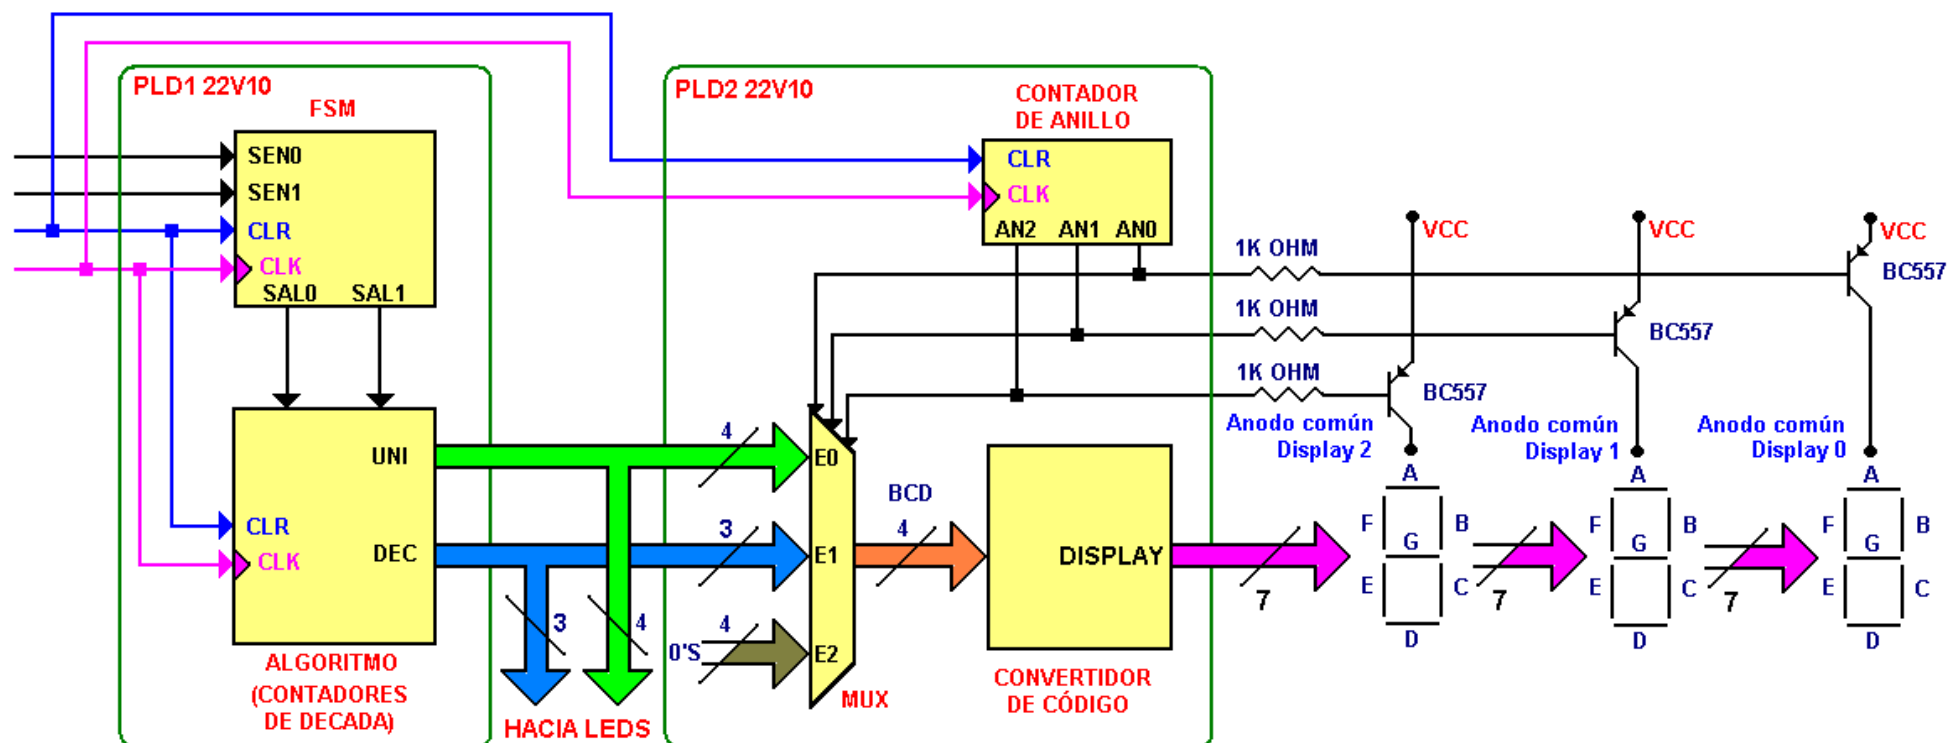 PLD1 22V10
FSM
SEN0
SEN1
CLR
CLK
SAL0 SAL1
UNI
DEC
CLR
CLK
ALGORITMO
(CONTADORES
DE DECADA)
3
4
HACIA LEDS
PLD2 22V10
CONTADOR
DE ANILLO
CLR
CLK
AN2 AN1 AN0
4
3
4
0'S
E0
E1
E2
MUX
BCD
4
DISPLAY
CONVERTIDOR
DE CÓDIGO
1K OHM
1K OHM
1K OHM
VCC
BC557
VCC
BC557
VCC
BC557
Anodo común
Display 2
Anodo común
Display 1
Anodo común
Display 0
7
A
F B
G
E C
D
7
A
F B
G
E C
D
7
A
F B
G
E C
D